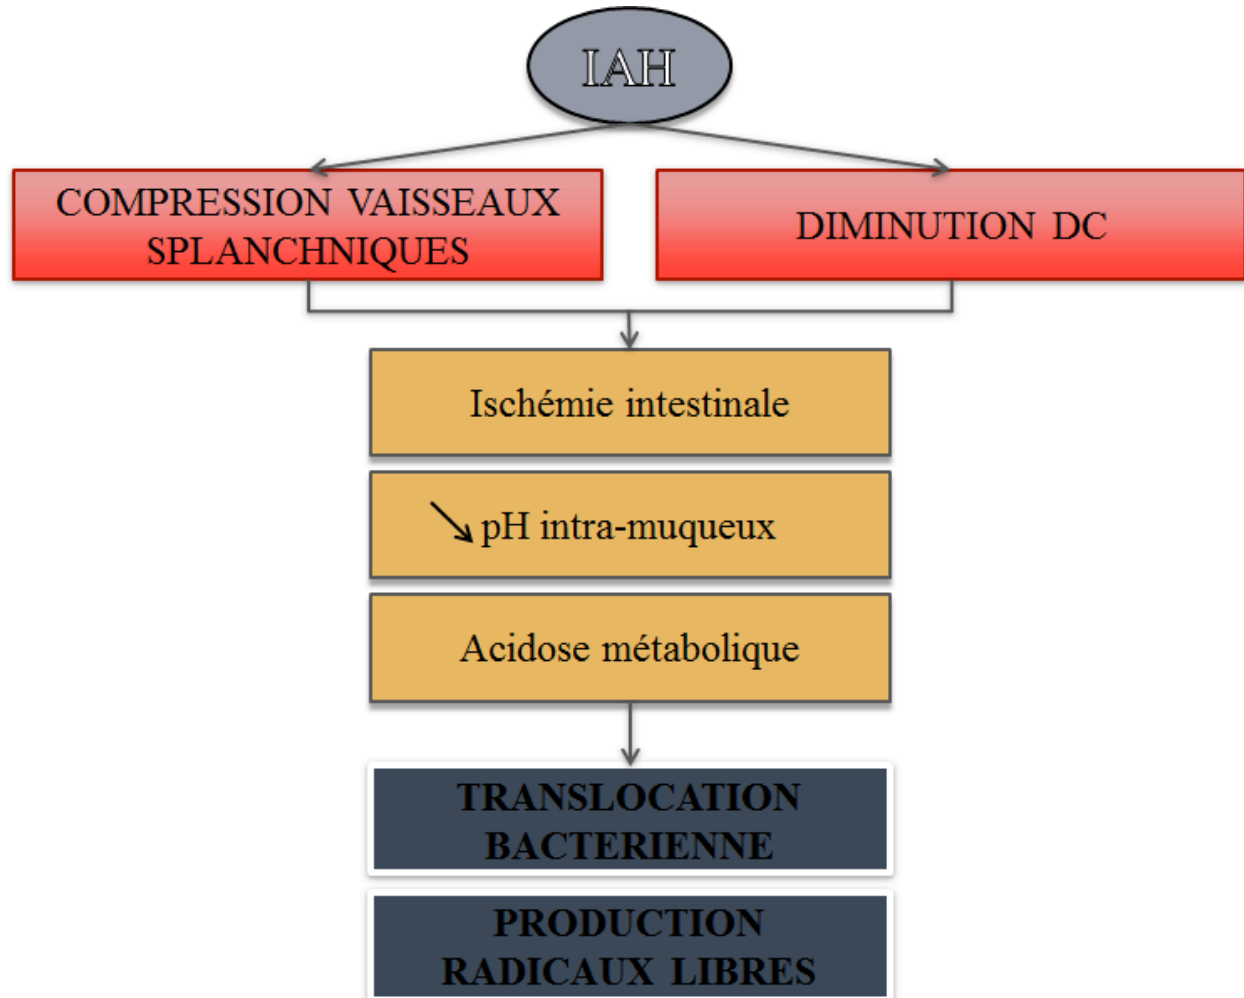 IAH
COMPRESSION VAISSEAUX
SPLANCHNIQUES
DIMINUTION DC
Ischémie intestinale
pH intra-muqueux
Acidose métabolique
TRANSLOCATION
BACTERIENNE
PRODUCTION
RADICAUX LIBRES